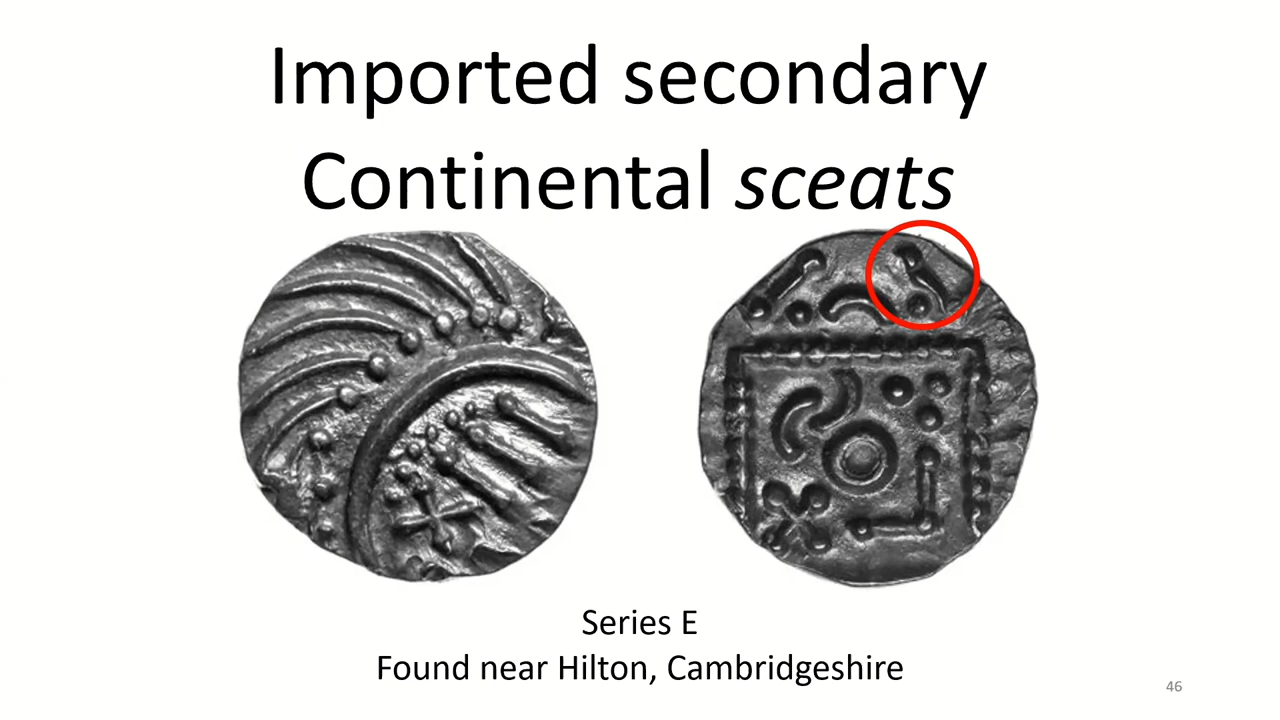 Imported secondary
Continental sceats
Series E
Found near Hilton, Cambridgeshire
46